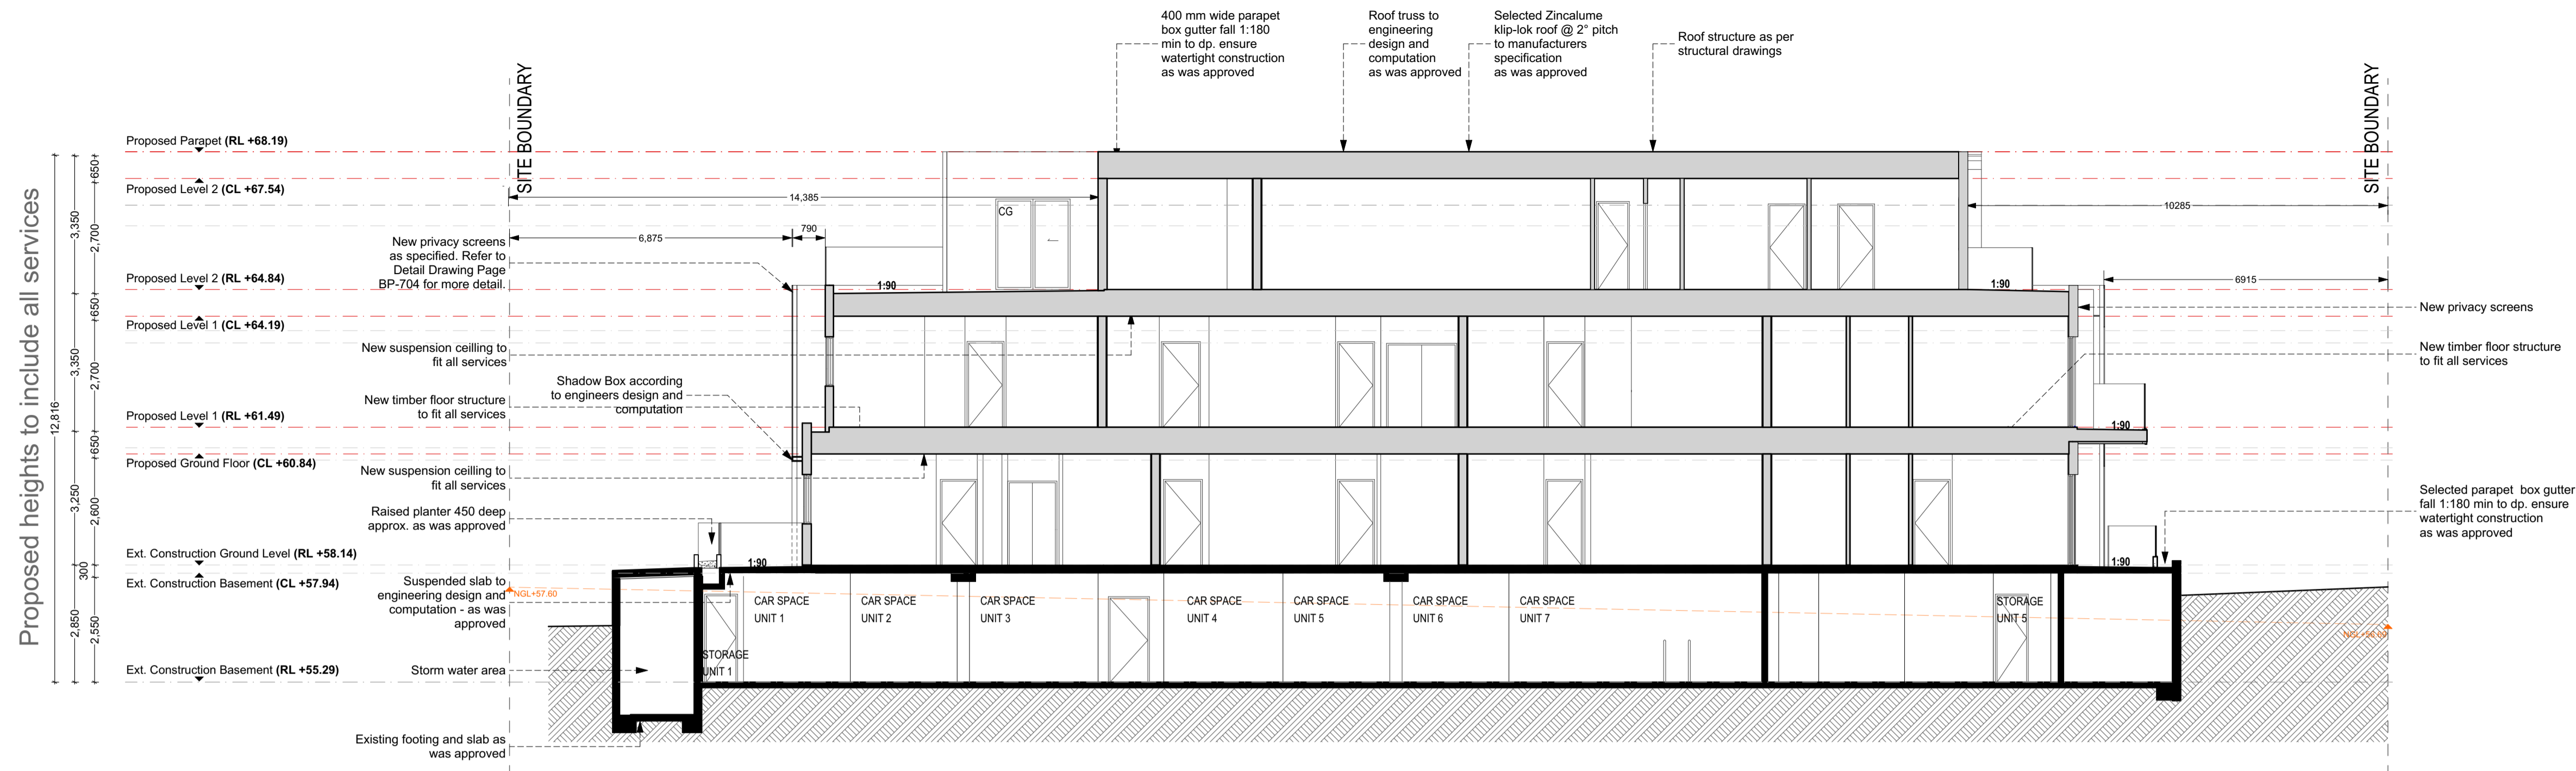 400 mm wide parapet
box gutter fall 1:180
min to dp. ensure
watertight construction
as was approved
Roof truss to
engineering
design and
computation
as was approved
Selected Zincalume
klip-lok roof @ 2° pitch
to manufacturers
specification
as was approved
Roof structure as per
structural drawings
SITE BOUNDARY
SITE BOUNDARY
Proposed heights to include all services
12,816
3,350
3,350
3,250
300
2,850
650
2,700
650
2,700
650
2,600
2,550
Proposed Parapet (RL +68.19)
Proposed Level 2 (CL +67.54)
Proposed Level 2 (RL +64.84)
Proposed Level 1 (CL +64.19)
Proposed Level 1 (RL +61.49)
Proposed Ground Floor (CL +60.84)
Ext. Construction Ground Level (RL +58.14)
Ext. Construction Basement (CL +57.94)
Ext. Construction Basement (RL +55.29)
14,385
6,875
790
10285
6915
CG
New privacy screens
as specified. Refer to
Detail Drawing Page
BP-704 for more detail.
New suspension ceilling to
fit all services
Shadow Box according
to engineers design and
computation
New timber floor structure
to fit all services
New suspension ceilling to
fit all services
Raised planter 450 deep
approx. as was approved
Suspended slab to
engineering design and
computation - as was
approved
Storm water area
Existing footing and slab as
was approved
1:90
1:90
1:90
1:90
1:90
New privacy screens
New timber floor structure
to fit all services
Selected parapet  box gutter
fall 1:180 min to dp. ensure
watertight construction
as was approved
NGL+57.60
CAR SPACE
UNIT 1
CAR SPACE
UNIT 2
CAR SPACE
UNIT 3
CAR SPACE
UNIT 4
CAR SPACE
UNIT 5
CAR SPACE
UNIT 6
CAR SPACE
UNIT 7
STORAGE
UNIT 5
STORAGE
UNIT 1